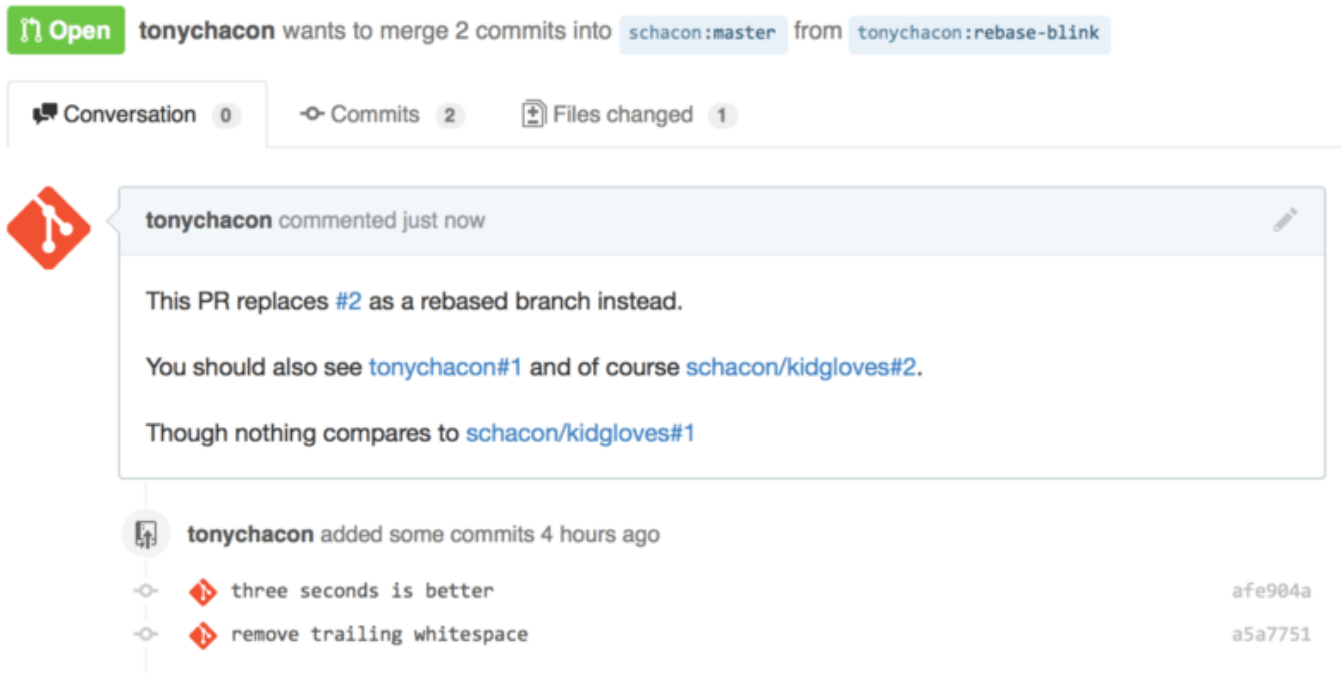 Open tonychacon wants to merge 2 commits into schacon:master from tonychacon:rebase-blink
Conversation 0 Commits 2 Files changed 1
tonychacon commented just now
This PR replaces #2 as a rebased branch instead.
You should also see tonychacon#1 and of course schacon/kidgloves#2.
Though nothing compares to schacon/kidgloves#1
tonychacon added some commits 4 hours ago
three seconds is better afe904a
remove trailing whitespace a5a7751